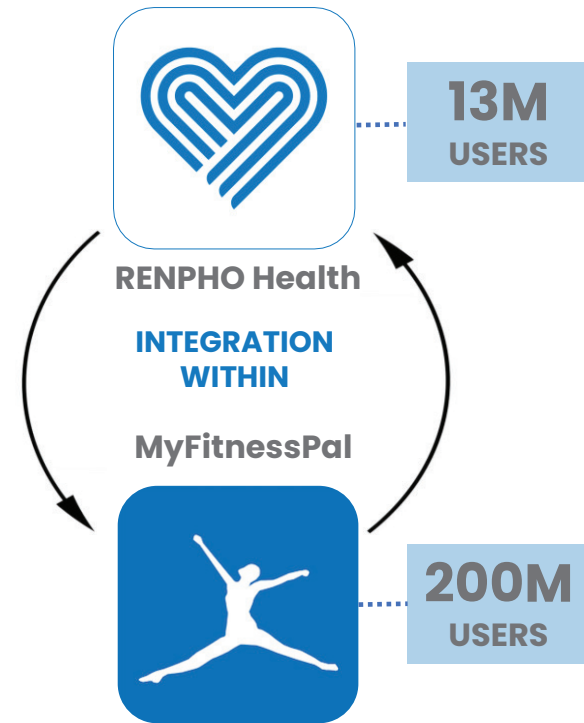 13M
USERS
RENPHO Health
INTEGRATION
WITHIN
MyFitnessPal
200M
USERS